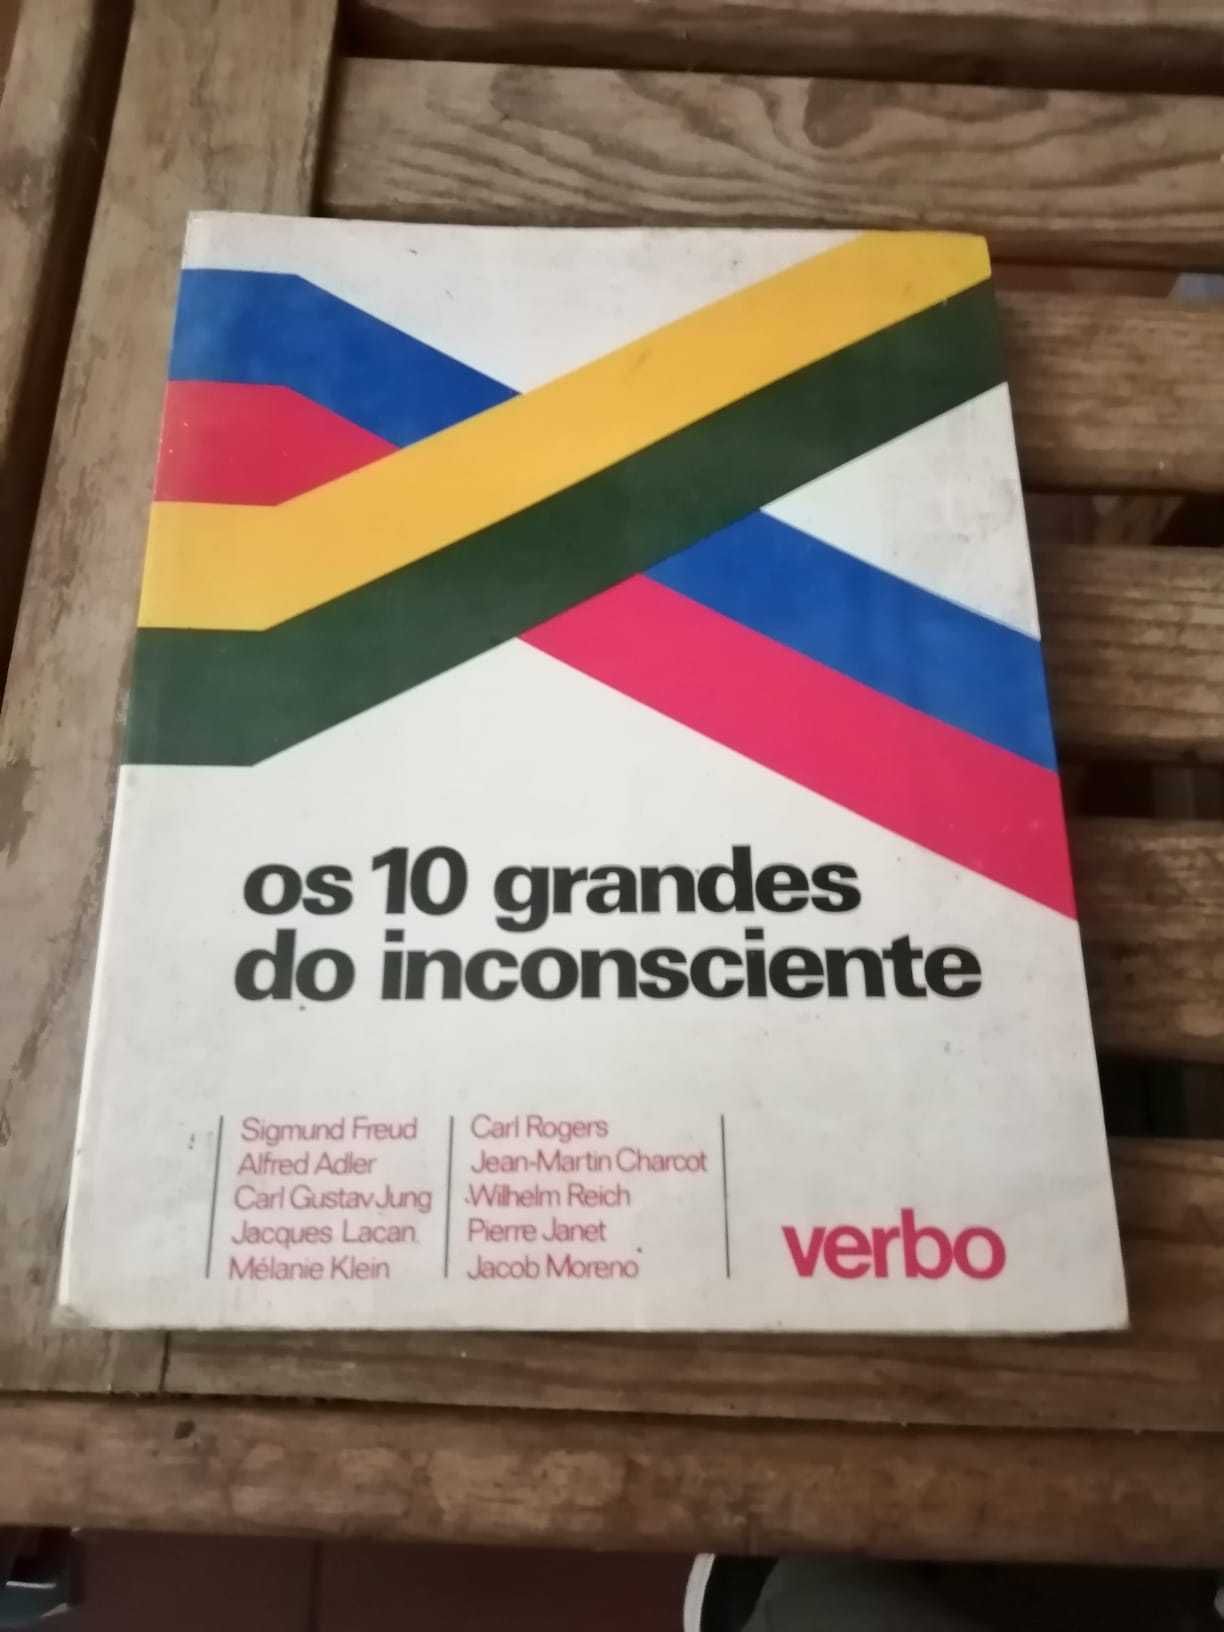 os 10 grandes
do inconsciente
Sigmund Freud
Alfred Adler
Carl Gustav Jung
Jacques Lacan
Mélanie Klein
Carl Rogers
Jean-Martin Charcot
Wilhelm Reich
Pierre Janet
Jacob Moreno
verbo